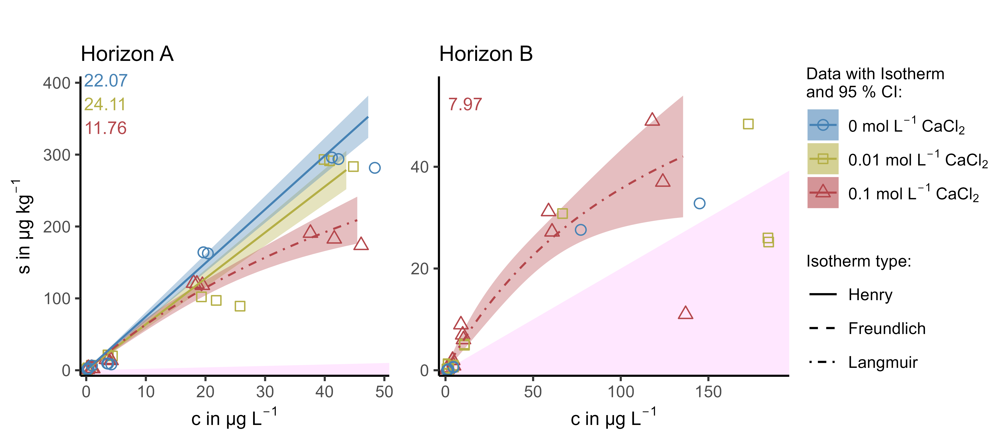 Horizon A
22.07
24.11
11.76
400
300
200
100
0
0 10 20 30 40 50
s in µg kg⁻¹
c in µg L⁻¹
Horizon B
7.97
40
20
0
0 50 100 150
c in µg L⁻¹
Data with Isotherm
and 95 % CI:
0 mol L⁻¹ CaCl₂
0.01 mol L⁻¹ CaCl₂
0.1 mol L⁻¹ CaCl₂
Isotherm type:
Henry
Freundlich
Langmuir